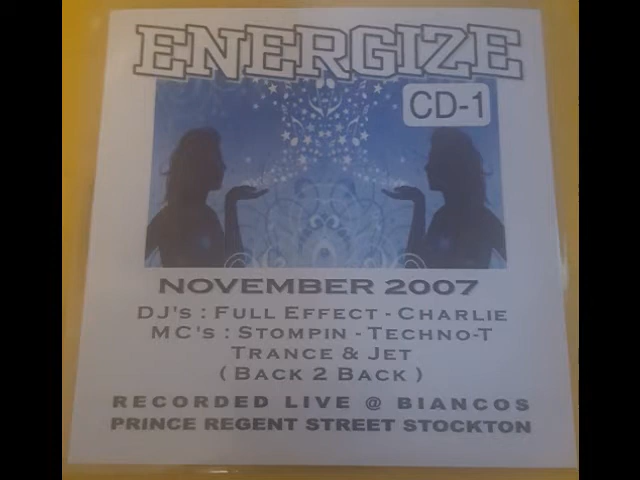 ENERGIZE
CD-1
NOVEMBER 2007
DJ's : FULL EFFECT - CHARLIE
MC's : STOMPIN - TECHNO-T
TRANCE & JET
( BACK 2 BACK )
RECORDED LIVE @ BIANCOS
PRINCE REGENT STREET STOCKTON